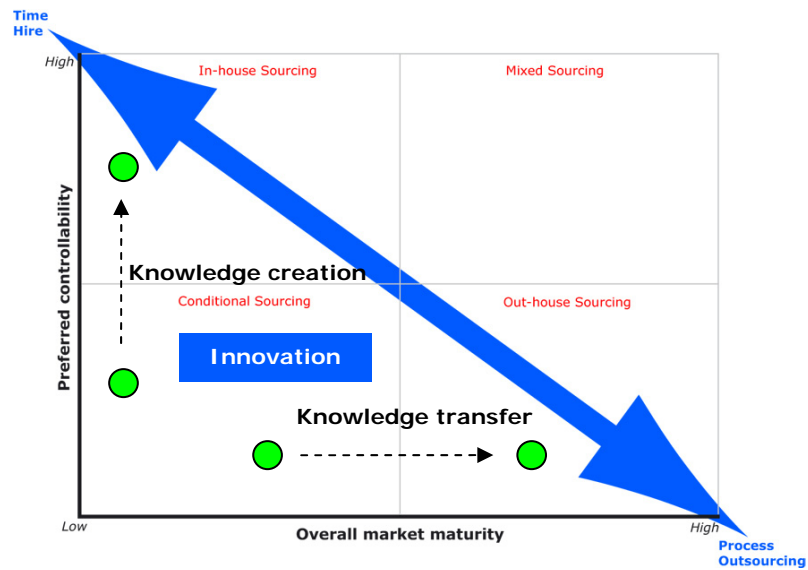 Time
Hire
High
In-house Sourcing
Mixed Sourcing
Preferred controllability
Knowledge creation
Conditional Sourcing
Out-house Sourcing
Innovation
Knowledge transfer
Low
Overall market maturity
High
Process
Outsourcing